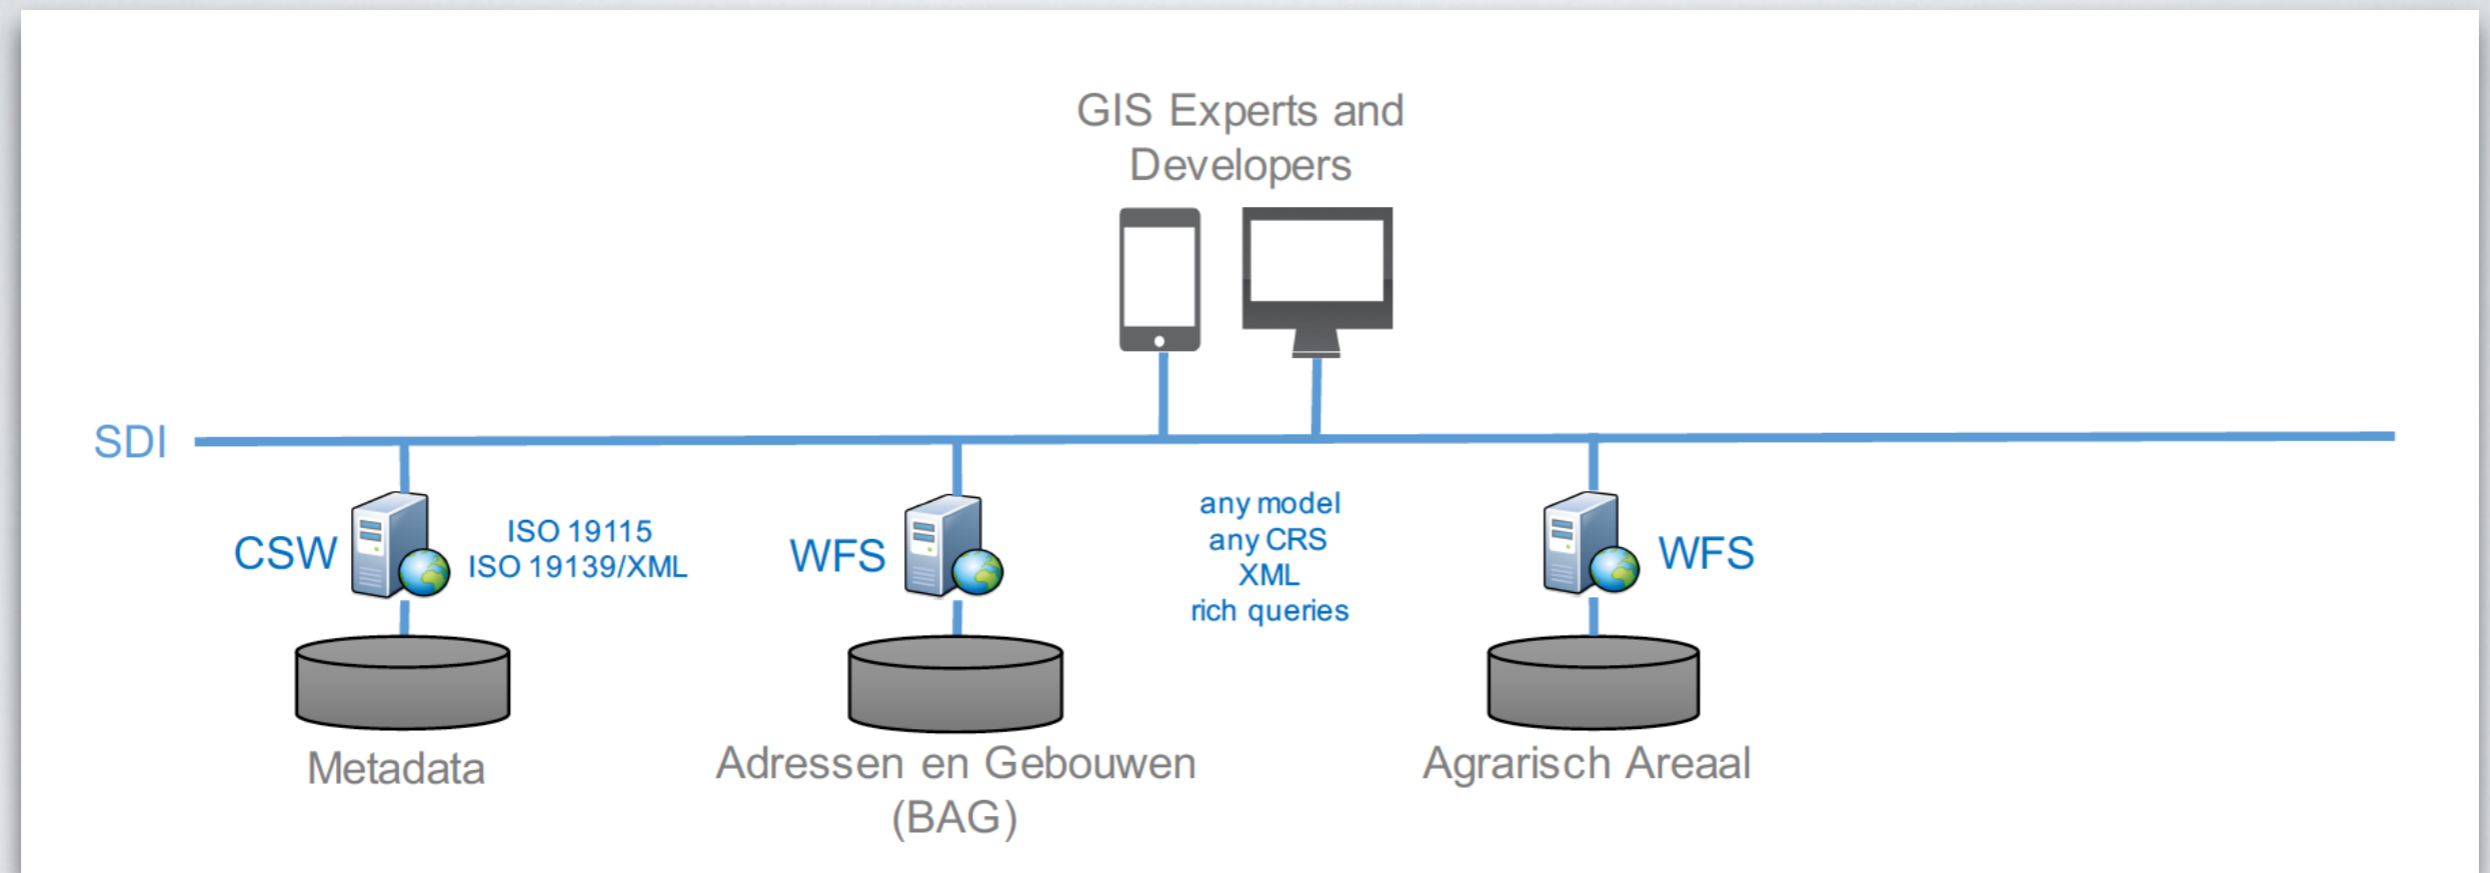 GIS Experts and
Developers
SDI
CSW
ISO 19115
ISO 19139/XML
WFS
any model
any CRS
XML
rich queries
WFS
Metadata
Adressen en Gebouwen
(BAG)
Agrarisch Areaal